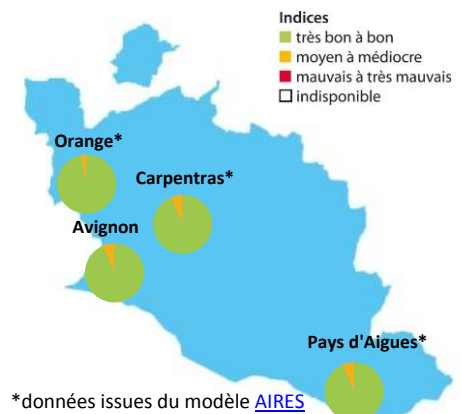 Indices
très bon à bon
moyen à médiocre
mauvais à très mauvais
indisponible
Orange*
Carpentras*
Avignon
Pays d'Aigues*
*données issues du modèle AIRES